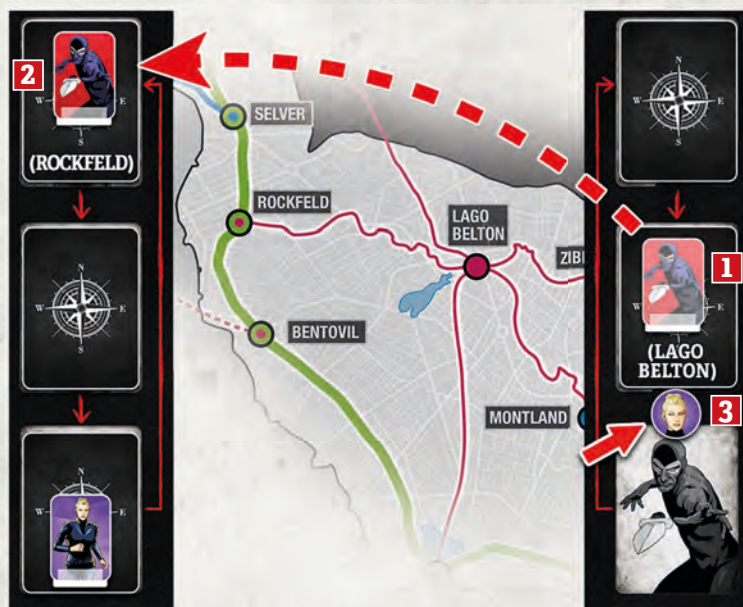 2
N
W
E
S
(ROCKFELD)
N
W
E
S
N
W
E
SELVER
ROCKFELD
LAGO
BELTON
BENTOVIL
MONTLAND
N
W
E
S
1
(LAGO
BELTON)
3